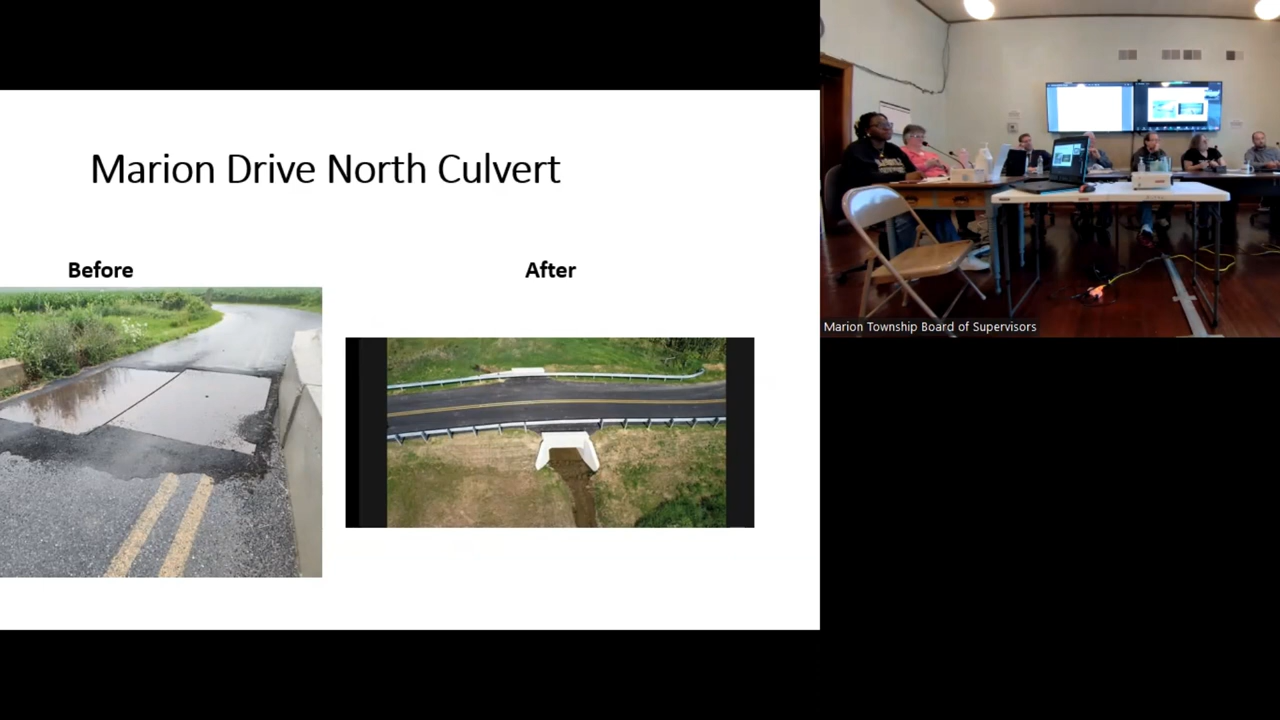 Marion Drive North Culvert
Before
After
Marion Township Board of Supervisors